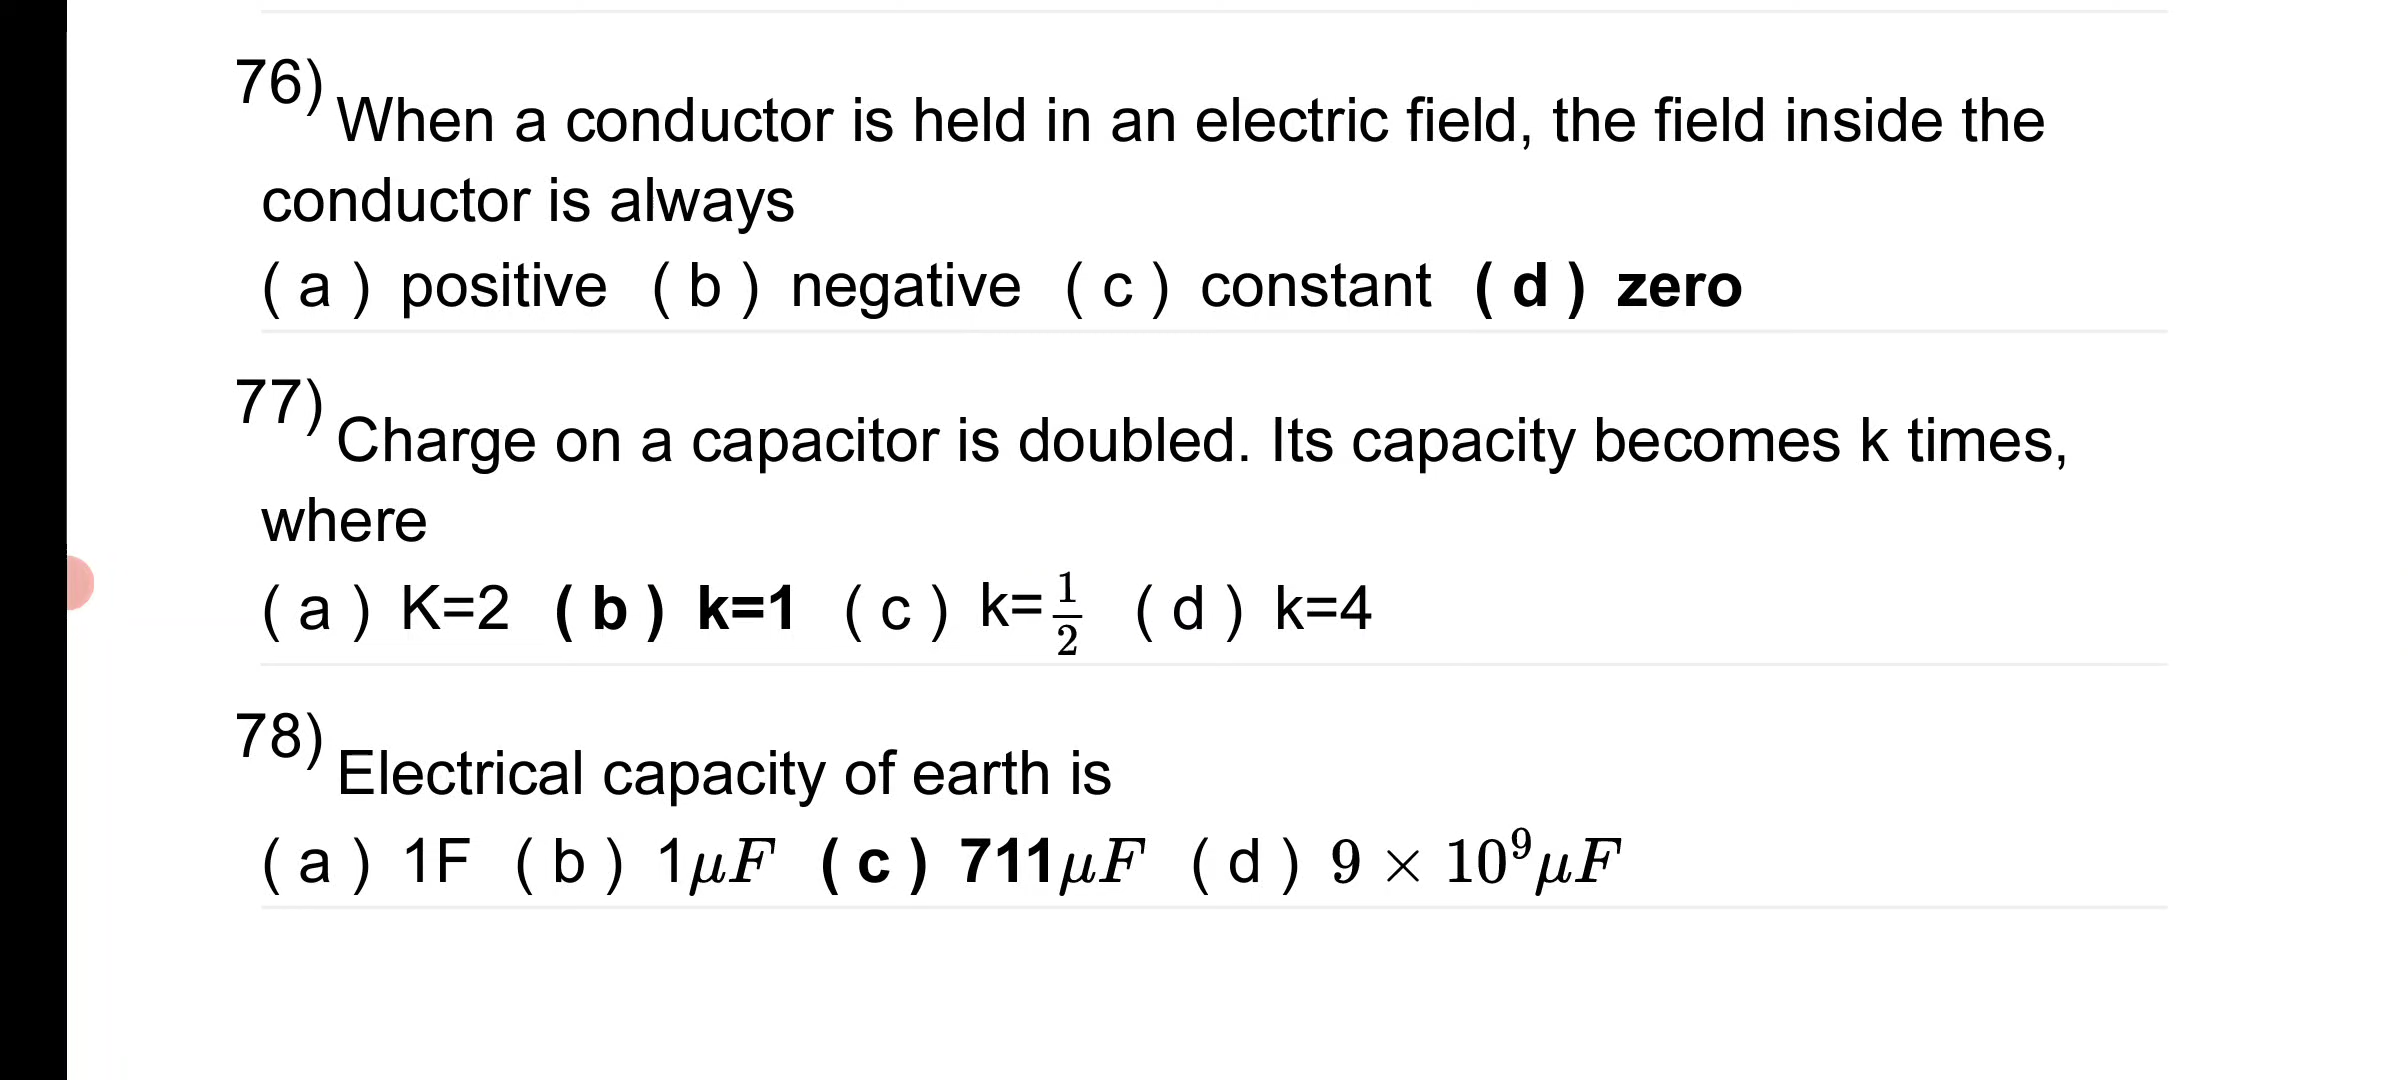 76)
When a conductor is held in an electric field, the field inside the
conductor is always
( a ) positive ( b ) negative ( c ) constant ( d ) zero
77)
Charge on a capacitor is doubled. Its capacity becomes k times,
where
( a ) K=2 ( b ) k=1 ( c ) k=1/2 ( d ) k=4
78)
Electrical capacity of earth is
( a ) 1F ( b ) 1μF ( c ) 711μF ( d ) 9 × 10⁹μF